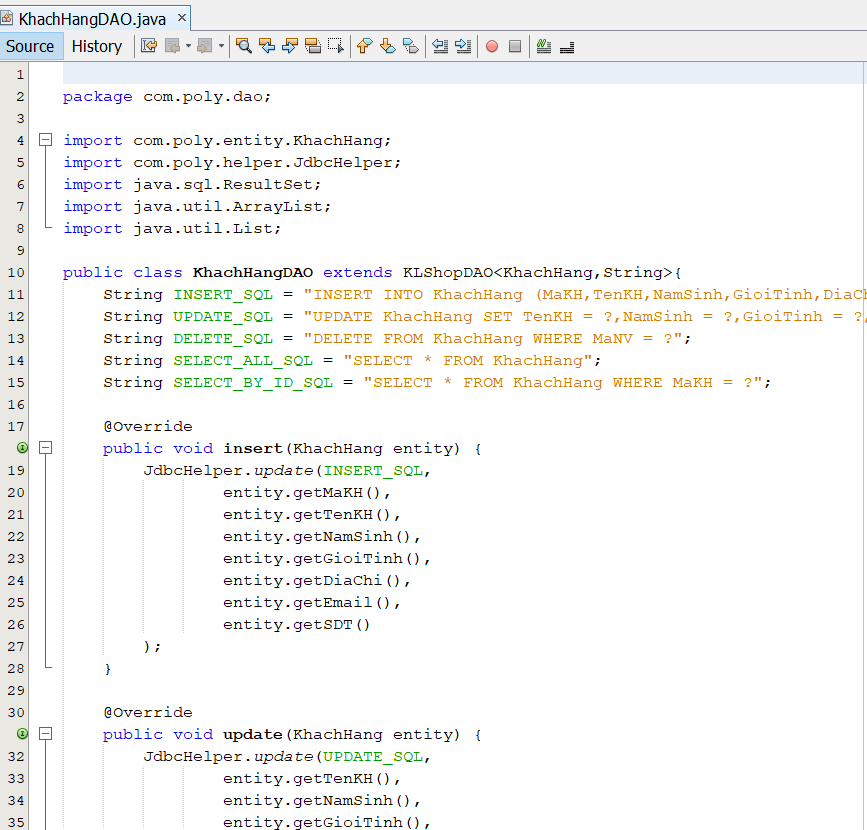 KhachHangDAO.java ×
Source History
1
2 package com.poly.dao;
3
4 import com.poly.entity.KhachHang;
5 import com.poly.helper.JdbcHelper;
6 import java.sql.ResultSet;
7 import java.util.ArrayList;
8 import java.util.List;
9
10 public class KhachHangDAO extends KLShopDAO<KhachHang,String>{
11 String INSERT_SQL = "INSERT INTO KhachHang (MaKH,TenKH,NamSinh,GioiTinh,DiaCh
12 String UPDATE_SQL = "UPDATE KhachHang SET TenKH = ?,NamSinh = ?,GioiTinh = ?,
13 String DELETE_SQL = "DELETE FROM KhachHang WHERE MaNV = ?";
14 String SELECT_ALL_SQL = "SELECT * FROM KhachHang";
15 String SELECT_BY_ID_SQL = "SELECT * FROM KhachHang WHERE MaKH = ?";
16
17 @Override
public void insert(KhachHang entity) {
19 JdbcHelper.update(INSERT_SQL,
20 entity.getMaKH(),
21 entity.getTenKH(),
22 entity.getNamSinh(),
23 entity.getGioiTinh(),
24 entity.getDiaChi(),
25 entity.getEmail(),
26 entity.getSDT()
27 );
28 }
29
30 @Override
public void update(KhachHang entity) {
32 JdbcHelper.update(UPDATE_SQL,
33 entity.getTenKH(),
34 entity.getNamSinh(),
35 entity.getGioiTinh(),